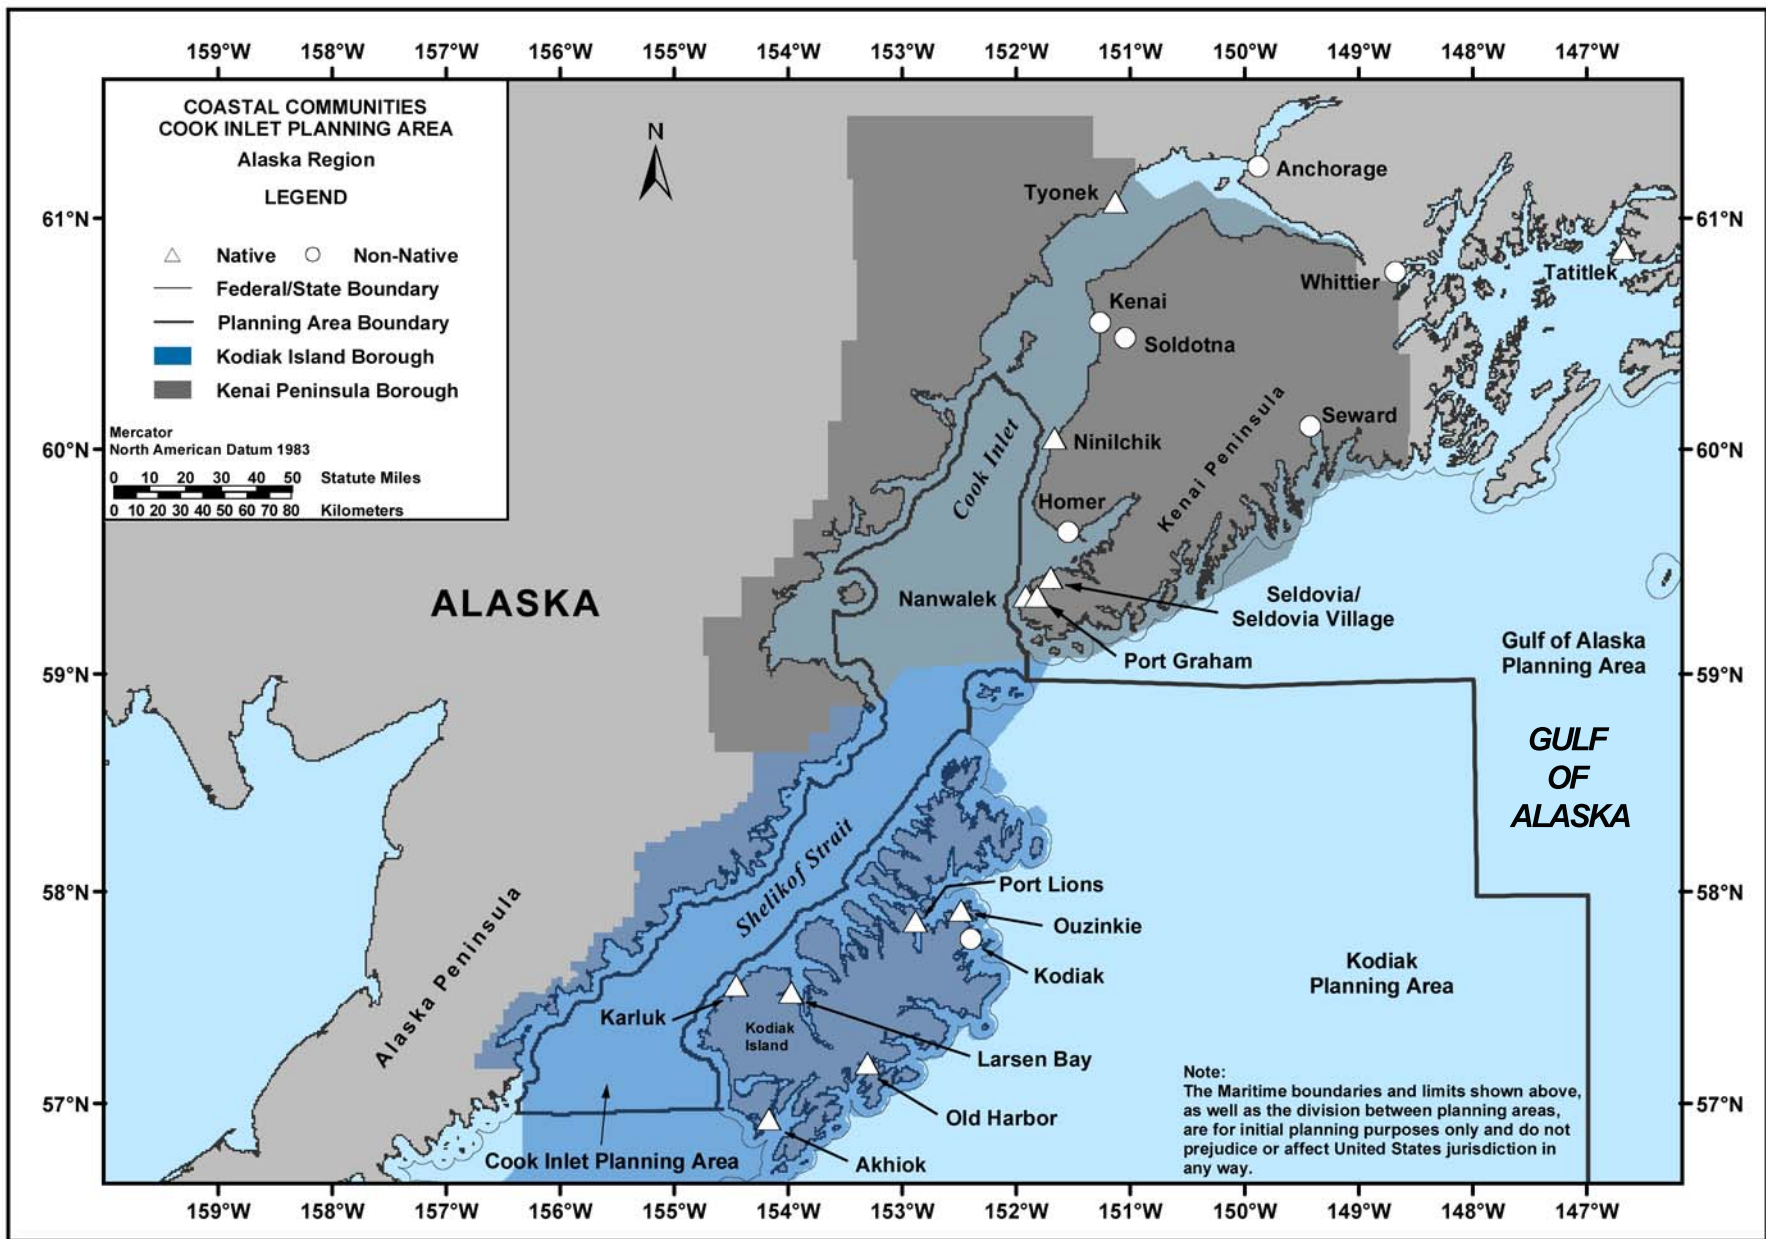 159°W 158°W 157°W 156°W 155°W 154°W 153°W 152°W 151°W 150°W 149°W 148°W 147°W
COASTAL COMMUNITIES
COOK INLET PLANNING AREA
Alaska Region
LEGEND
Native Non-Native
Federal/State Boundary
Planning Area Boundary
Kodiak Island Borough
Kenai Peninsula Borough
Mercator
North American Datum 1983
0 10 20 30 40 50 Statute Miles
0 10 20 30 40 50 60 70 80 Kilometers
N
Anchorage
Tyonek
61°N 61°N
Whittier
Tatitlek
Kenai
Soldotna
Seward
Kenai Peninsula
Cook Inlet
Ninilchik
60°N 60°N
Homer
ALASKA
Nanwalek
Seldovia/
Seldovia Village
Port Graham
Gulf of Alaska
Planning Area
59°N 59°N
GULF
OF
ALASKA
Shelikof Strait
58°N 58°N
Port Lions
Ouzinkie
Kodiak
Kodiak
Planning Area
Alaska Peninsula
Karluk
Kodiak
Island
Larsen Bay
Old Harbor
57°N 57°N
Cook Inlet Planning Area
Akhiok
Note:
The Maritime boundaries and limits shown above,
as well as the division between planning areas,
are for initial planning purposes only and do not
prejudice or affect United States jurisdiction in
any way.
159°W 158°W 157°W 156°W 155°W 154°W 153°W 152°W 151°W 150°W 149°W 148°W 147°W